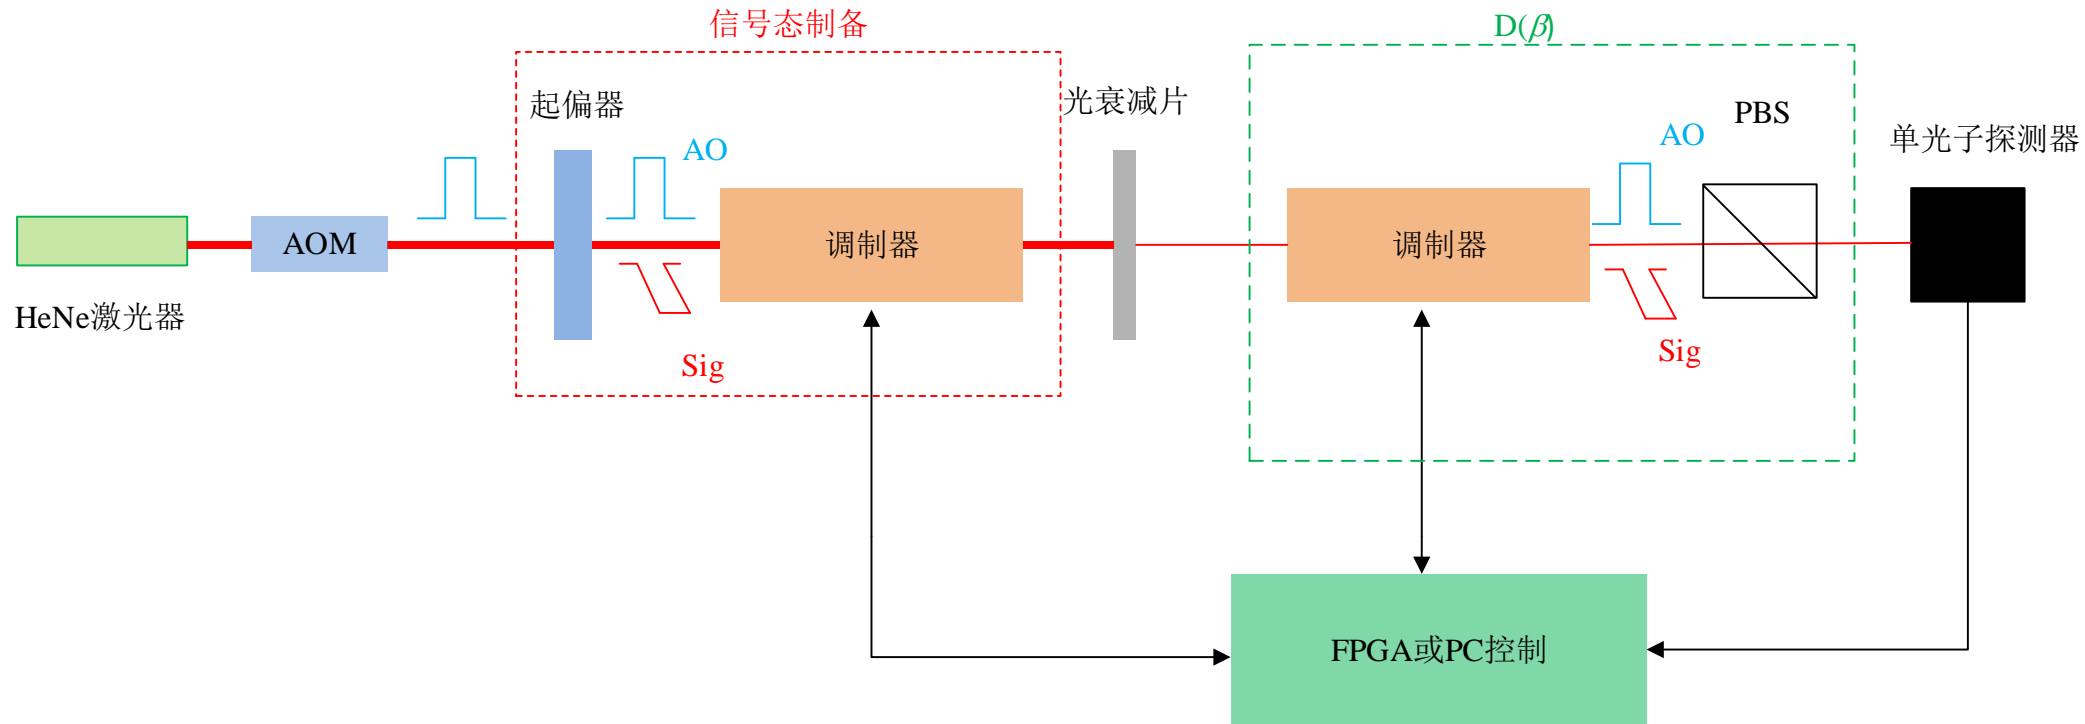 信号态制备
D(β)
起偏器
光衰减片
PBS
AO
AO
单光子探测器
AOM
调制器
调制器
HeNe激光器
Sig
Sig
FPGA或PC控制